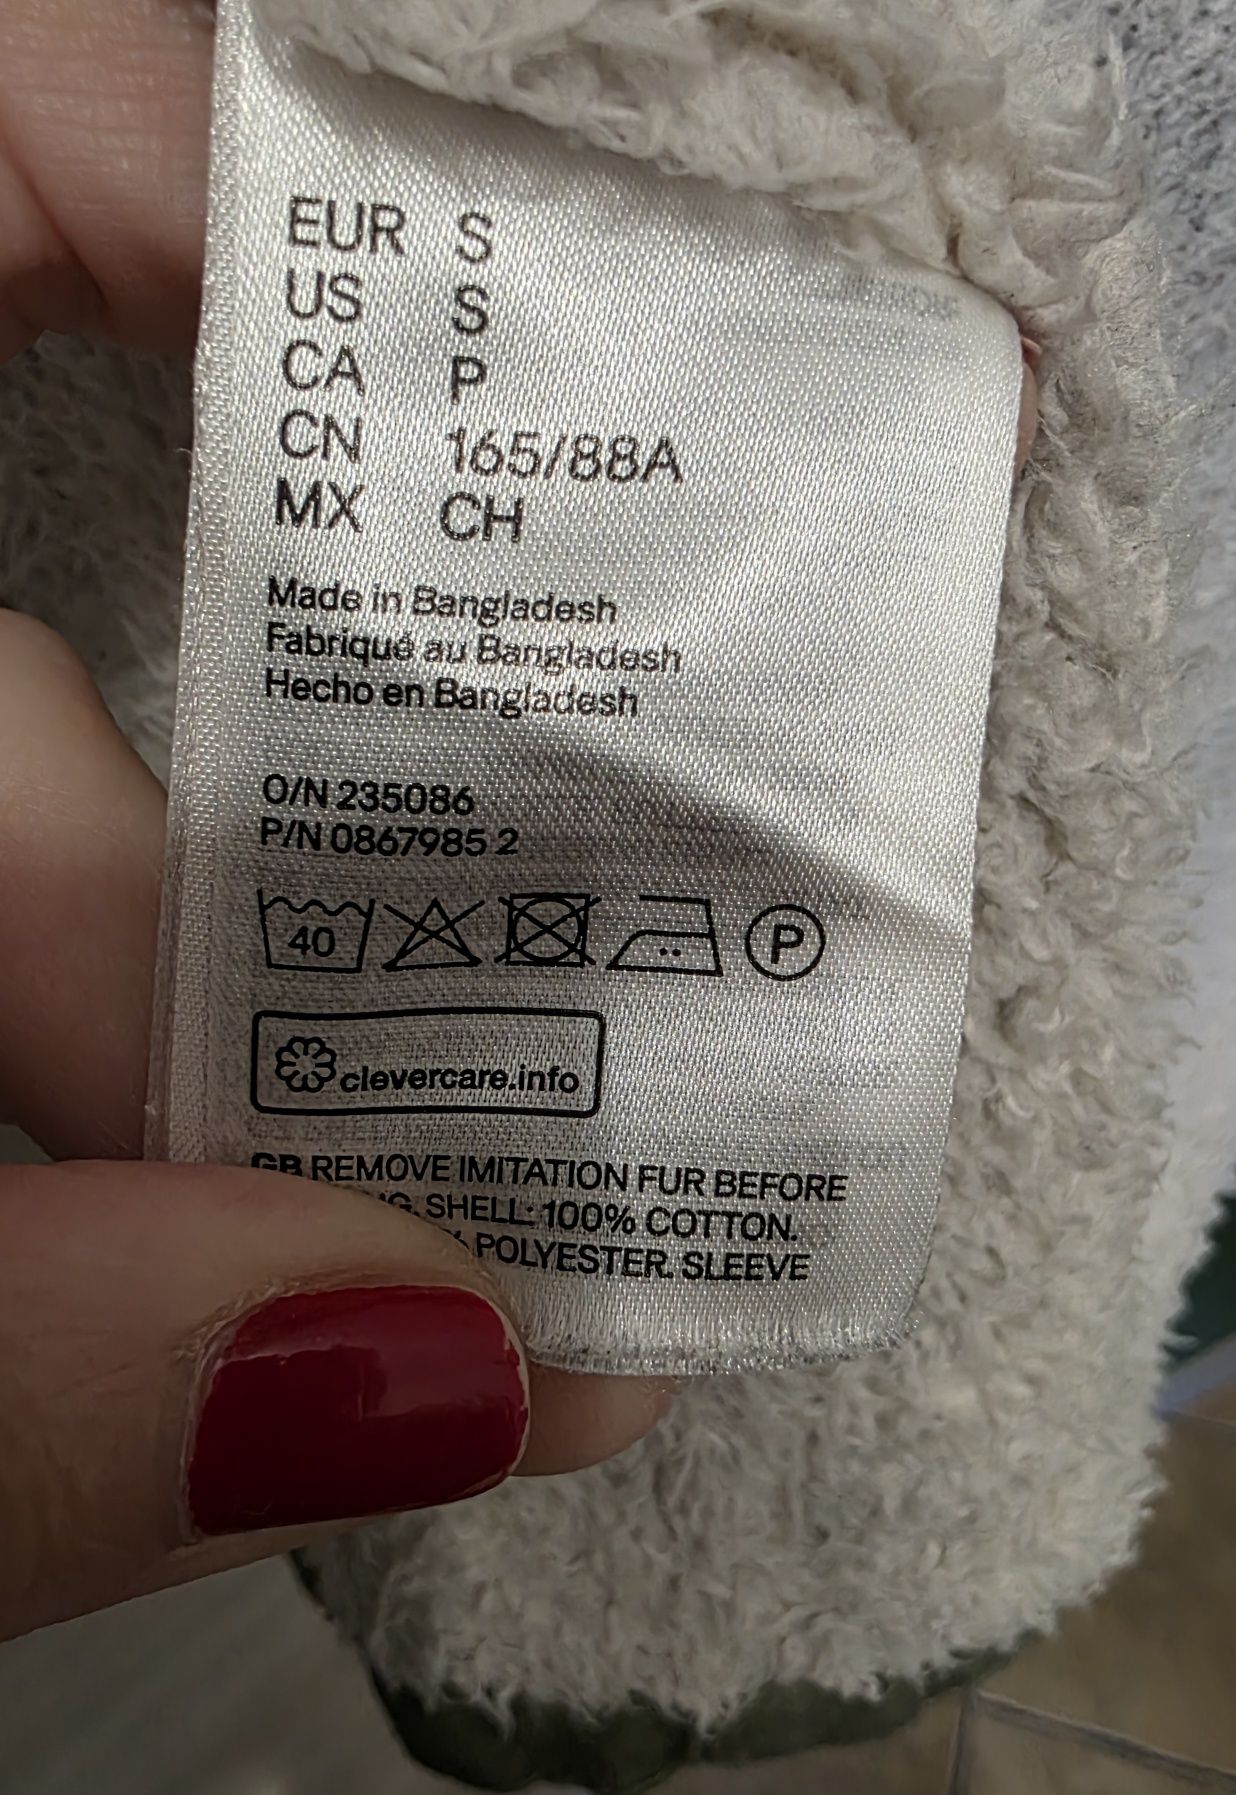 EUR S
US S
CA P
CN 165/88A
MX CH
Made in Bangladesh
Fabriqué au Bangladesh
Hecho en Bangladesh
O/N 235086
P/N 0867985 2
40
P
clevercare.info
GB REMOVE IMITATION FUR BEFORE
SHELL: 100% COTTON.
% POLYESTER. SLEEVE